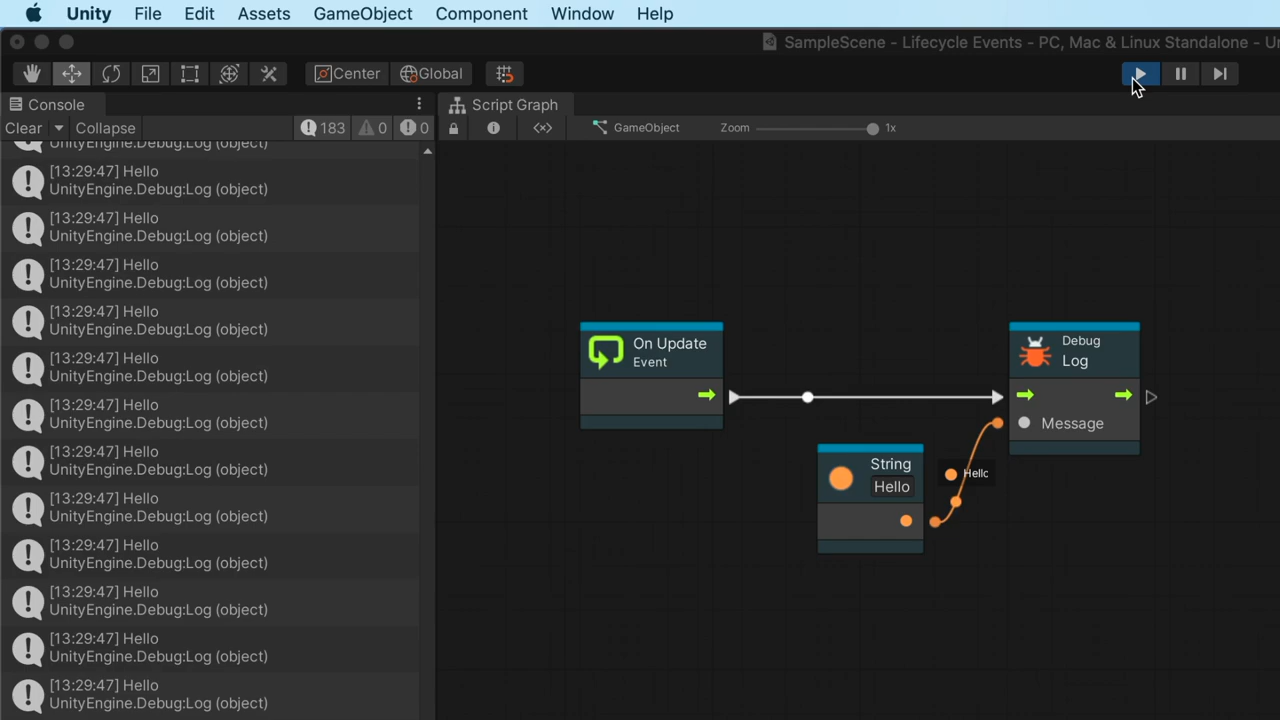 Unity File Edit Assets GameObject Component Window Help
SampleScene - Lifecycle Events - PC, Mac & Linux Standalone -
Center Global
Console Script Graph
Clear Collapse 183 0 0 GameObject Zoom 1x
UnityEngine.Debug:Log (object)
[13:29:47] Hello
UnityEngine.Debug:Log (object)
[13:29:47] Hello
UnityEngine.Debug:Log (object)
[13:29:47] Hello
UnityEngine.Debug:Log (object)
[13:29:47] Hello
UnityEngine.Debug:Log (object)
[13:29:47] Hello
UnityEngine.Debug:Log (object)
[13:29:47] Hello
UnityEngine.Debug:Log (object)
[13:29:47] Hello
UnityEngine.Debug:Log (object)
[13:29:47] Hello
UnityEngine.Debug:Log (object)
[13:29:47] Hello
UnityEngine.Debug:Log (object)
[13:29:47] Hello
UnityEngine.Debug:Log (object)
[13:29:47] Hello
UnityEngine.Debug:Log (object)
[13:29:47] Hello
UnityEngine.Debug:Log (object)
On Update
Event
Debug
Log
Message
String
Hello